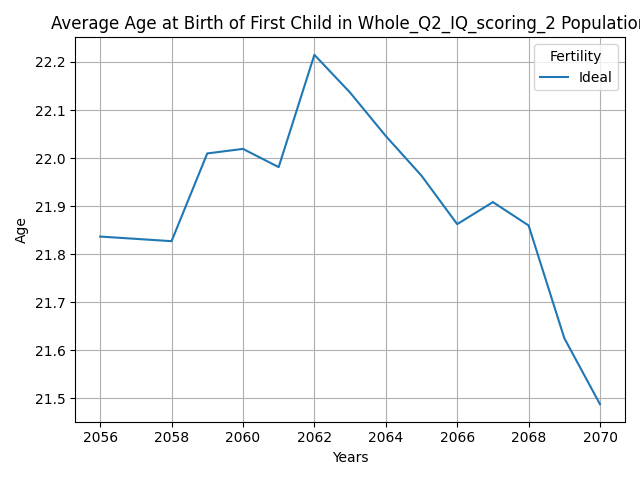 Average Age at Birth of First Child in Whole_Q2_IQ_scoring_2 Population
Fertility
Ideal
22.2
22.1
22.0
21.9
21.8
21.7
21.6
21.5
Age
2056 2058 2060 2062 2064 2066 2068 2070
Years